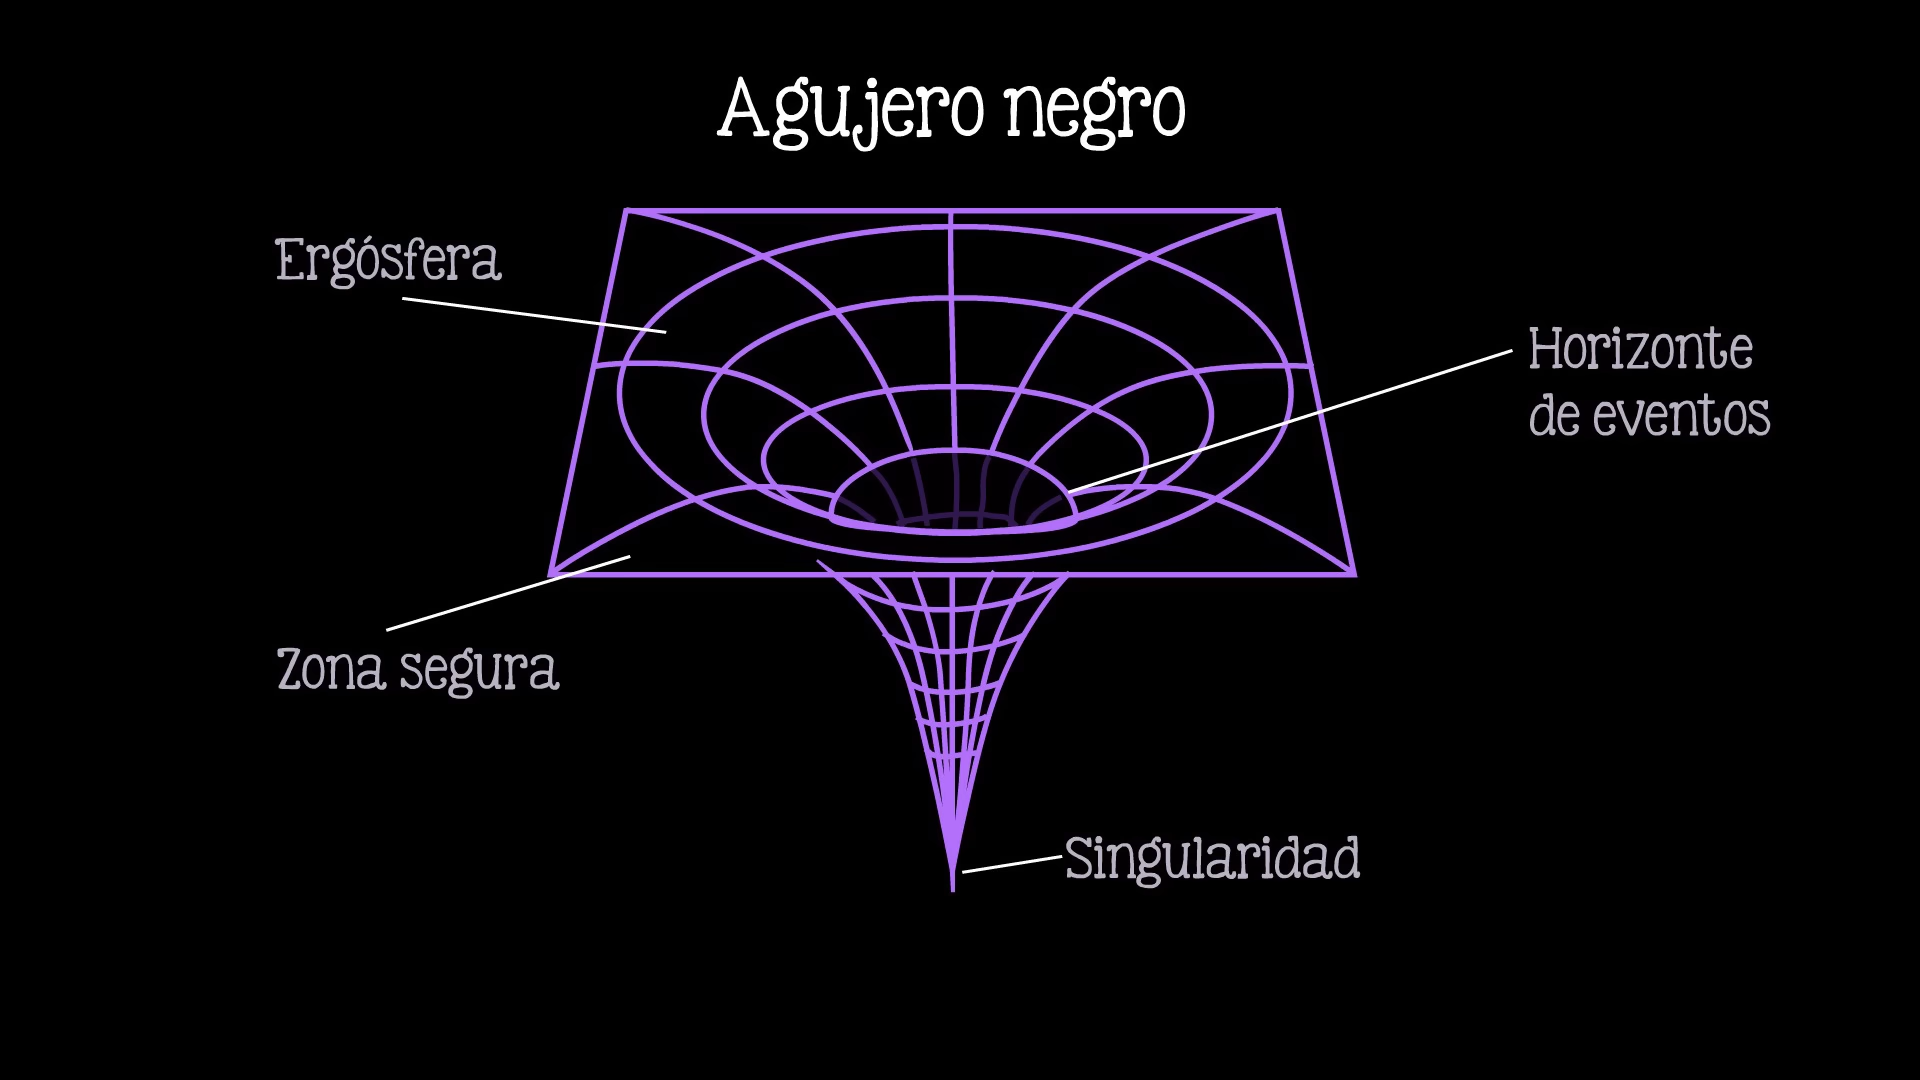 Agujero negro
Ergósfera
Horizonte
de eventos
Zona segura
Singularidad